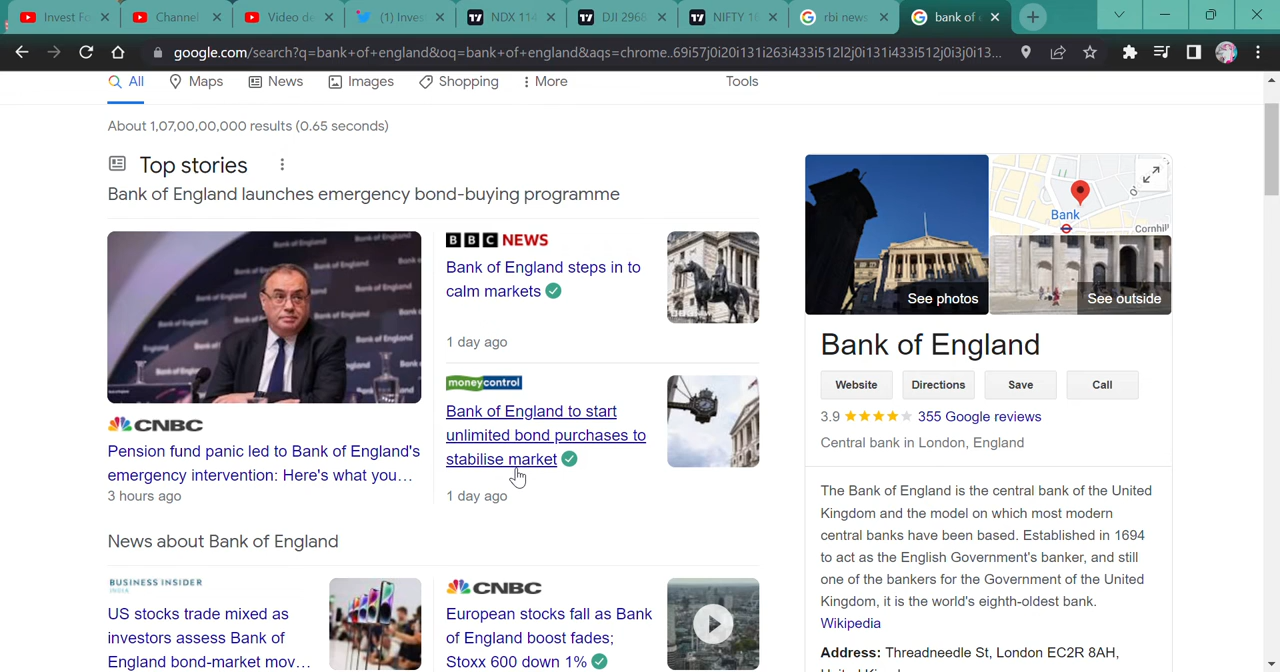 Invest Fo
Channel
Video de
(1) Inves
NDX 114
DJI 2968
NIFTY 18
rbi news
bank of e
google.com/search?q=bank+of+england&oq=bank+of+england&aqs=chrome..69i57j0i20i131i263i433i512l2j0i131i433i512j0i3j0i13...
All
Maps
News
Images
Shopping
More
Tools
About 1,07,00,00,000 results (0.65 seconds)
Top stories
Bank of England launches emergency bond-buying programme
CNBC
Pension fund panic led to Bank of England's
emergency intervention: Here's what you...
3 hours ago
BBC NEWS
Bank of England steps in to
calm markets
1 day ago
moneycontrol
Bank of England to start
unlimited bond purchases to
stabilise market
1 day ago
News about Bank of England
BUSINESS INSIDER
INDIA
US stocks trade mixed as
investors assess Bank of
England bond-market mov...
CNBC
European stocks fall as Bank
of England boost fades;
Stoxx 600 down 1%
See photos
Bank
Cornhill
See outside
Bank of England
Website
Directions
Save
Call
3.9
355 Google reviews
Central bank in London, England
The Bank of England is the central bank of the United
Kingdom and the model on which most modern
central banks have been based. Established in 1694
to act as the English Government's banker, and still
one of the bankers for the Government of the United
Kingdom, it is the world's eighth-oldest bank.
Wikipedia
Address: Threadneedle St, London EC2R 8AH,